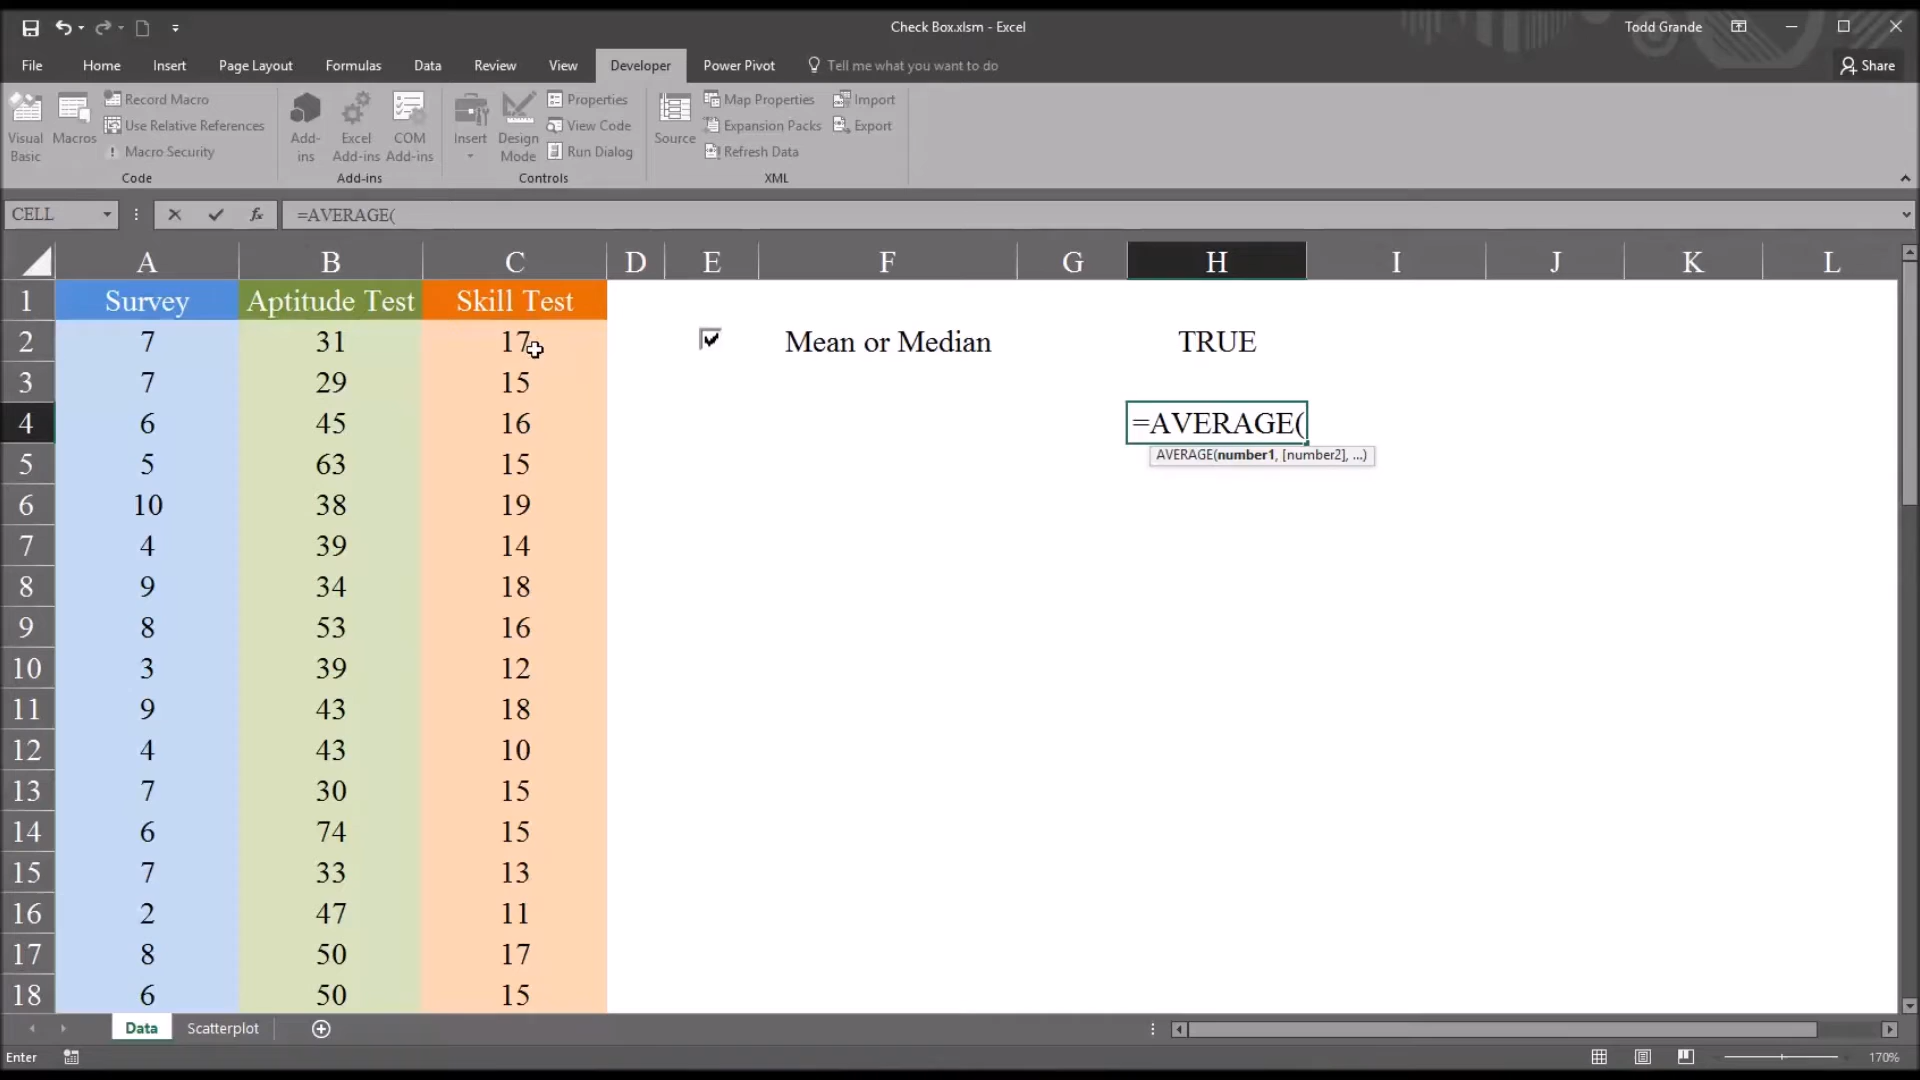 Check Box.xlsm - Excel
Todd Grande
File Home Insert Page Layout Formulas Data Review View Developer Power Pivot Tell me what you want to do Share
Visual Basic
Macros
Record Macro
Use Relative References
Macro Security
Code
Add-ins
Excel Add-ins
COM Add-ins
Add-ins
Insert
Design Mode
Properties
View Code
Run Dialog
Controls
Source
Map Properties
Expansion Packs
Refresh Data
Import
Export
XML
CELL fx =AVERAGE(
A B C D E F G H I J K L
1 Survey Aptitude Test Skill Test
2 7 31 17 Mean or Median TRUE
3 7 29 15
4 6 45 16 =AVERAGE(
AVERAGE(number1, [number2], ...)
5 5 63 15
6 10 38 19
7 4 39 14
8 9 34 18
9 8 53 16
10 3 39 12
11 9 43 18
12 4 43 10
13 7 30 15
14 6 74 15
15 7 33 13
16 2 47 11
17 8 50 17
18 6 50 15
Data Scatterplot
Enter 170%